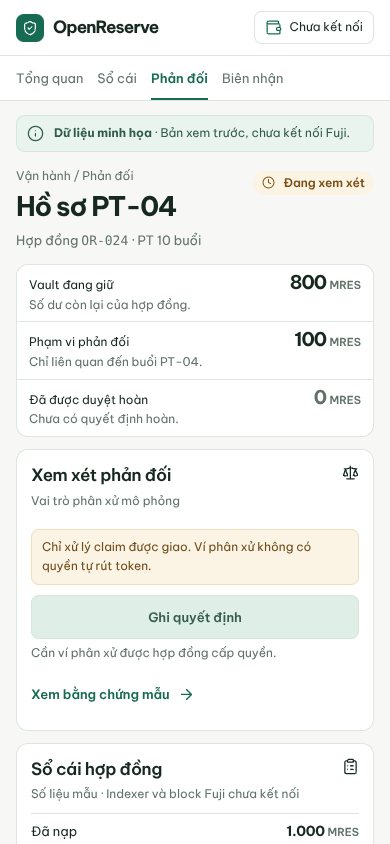 OpenReserve
Chưa kết nối
Tổng quan Sổ cái Phản đối Biên nhận
Dữ liệu minh họa · Bản xem trước, chưa kết nối Fuji.
Vận hành / Phản đối
Đang xem xét
Hồ sơ PT-04
Hợp đồng OR-024 · PT 10 buổi
Vault đang giữ
800 MRES
Số dư còn lại của hợp đồng.
Phạm vi phản đối
100 MRES
Chỉ liên quan đến buổi PT-04.
Đã được duyệt hoàn
0 MRES
Chưa có quyết định hoàn.
Xem xét phản đối
Vai trò phân xử mô phỏng
Chỉ xử lý claim được giao. Ví phân xử không có
quyền tự rút token.
Ghi quyết định
Cần ví phân xử được hợp đồng cấp quyền.
Xem bằng chứng mẫu →
Sổ cái hợp đồng
Số liệu mẫu · Indexer và block Fuji chưa kết nối
Đã nạp
1.000 MRES